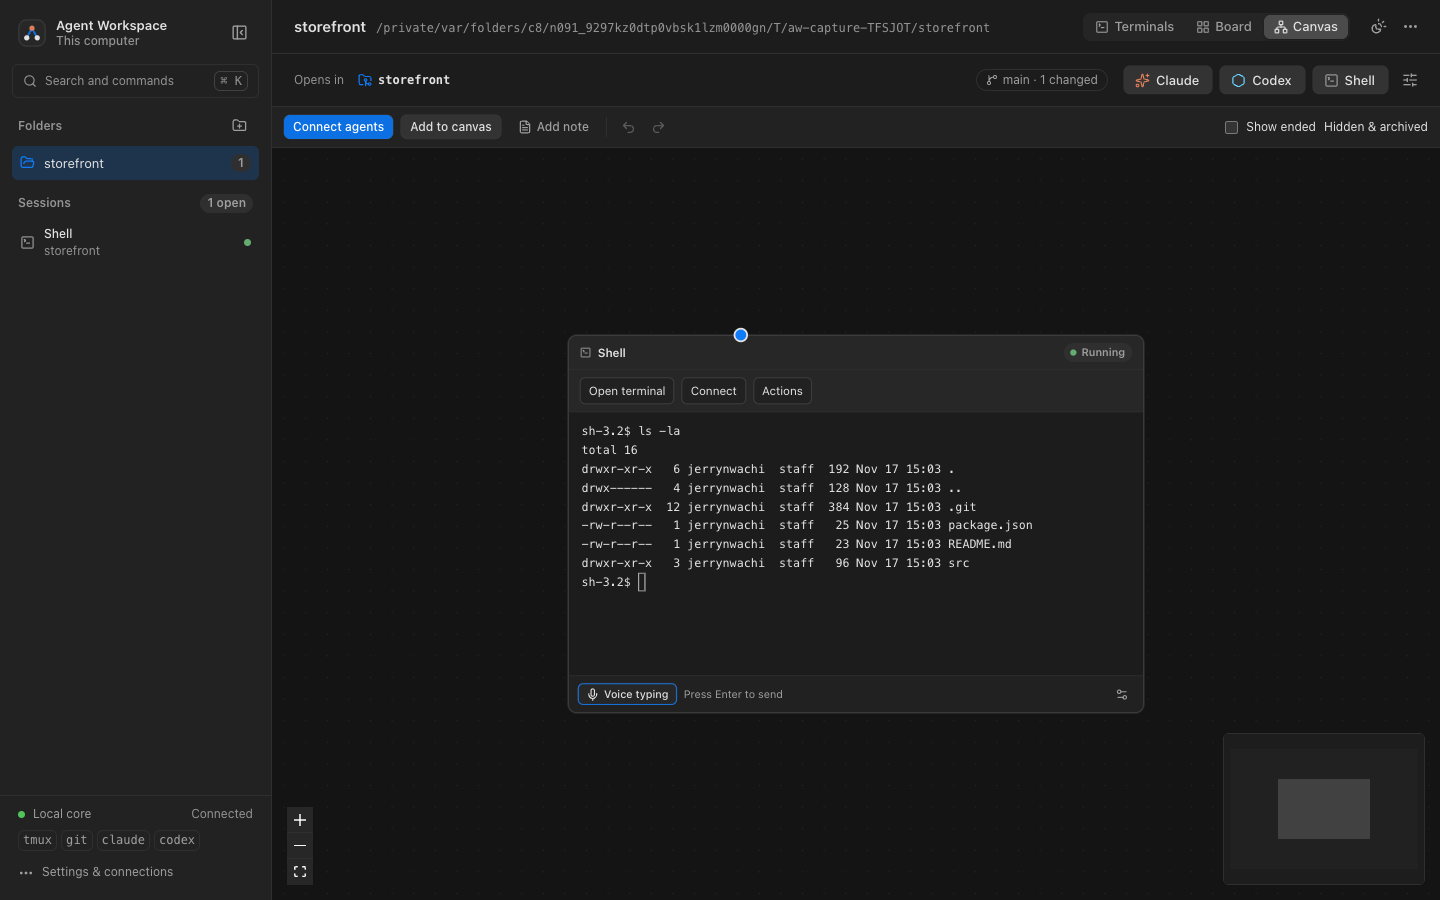 Agent Workspace
This computer
Search and commands ⌘ K
Folders
storefront 1
Sessions 1 open
Shell
storefront
Local core Connected
tmux git claude codex
Settings & connections
storefront /private/var/folders/c8/n091_9297kz0dtp0vbsk1lzm0000gn/T/aw-capture-TFSJOT/storefront Terminals Board Canvas
Opens in storefront main · 1 changed Claude Codex Shell
Connect agents Add to canvas Add note Show ended Hidden & archived
Shell Running
Open terminal Connect Actions
sh-3.2$ ls -la
total 16
drwxr-xr-x   6 jerrynwachi  staff  192 Nov 17 15:03 .
drwx------   4 jerrynwachi  staff  128 Nov 17 15:03 ..
drwxr-xr-x  12 jerrynwachi  staff  384 Nov 17 15:03 .git
-rw-r--r--   1 jerrynwachi  staff   25 Nov 17 15:03 package.json
-rw-r--r--   1 jerrynwachi  staff   23 Nov 17 15:03 README.md
drwxr-xr-x   3 jerrynwachi  staff   96 Nov 17 15:03 src
sh-3.2$
Voice typing Press Enter to send